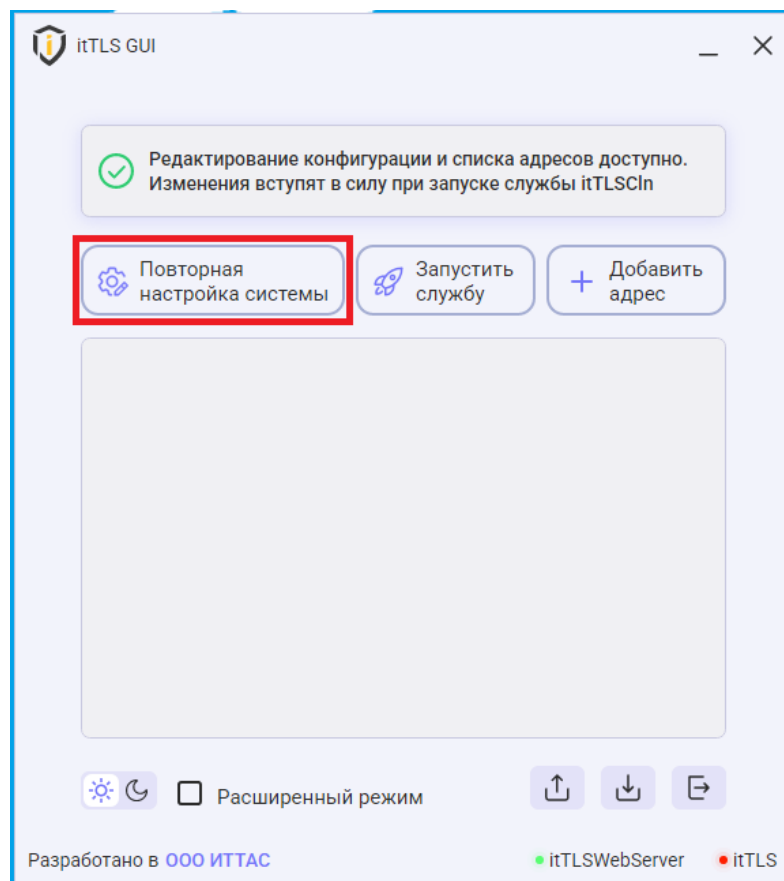 itTLS GUI
Редактирование конфигурации и списка адресов доступно.
Изменения вступят в силу при запуске службы itTLSCln
Повторная
настройка системы
Запустить
службу
Добавить
адрес
Расширенный режим
Разработано в ООО ИТТАС
itTLSWebServer
itTLS